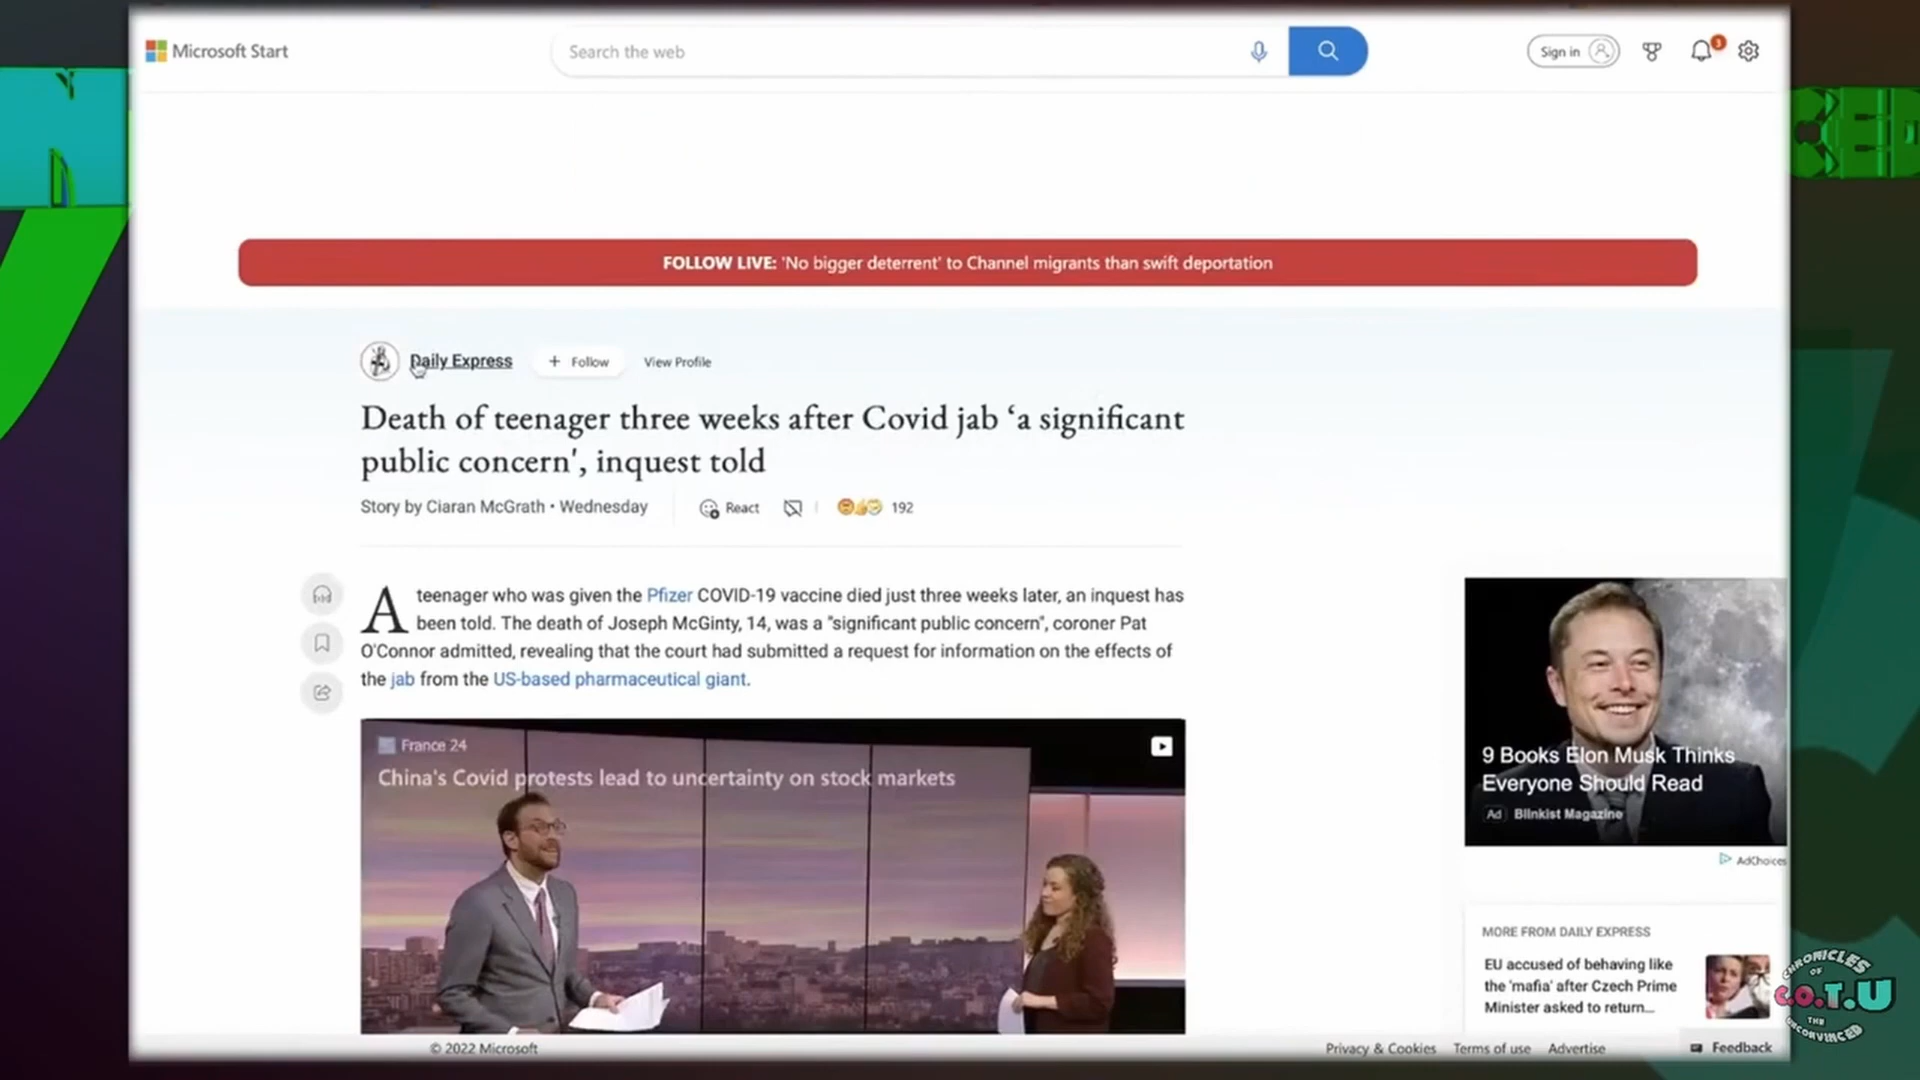 Microsoft Start
Search the web
Sign in
3
FOLLOW LIVE: 'No bigger deterrent' to Channel migrants than swift deportation
Daily Express
+ Follow
View Profile
Death of teenager three weeks after Covid jab ‘a significant
public concern', inquest told
Story by Ciaran McGrath • Wednesday
React
192
A teenager who was given the Pfizer COVID-19 vaccine died just three weeks later, an inquest has
been told. The death of Joseph McGinty, 14, was a "significant public concern", coroner Pat
O'Connor admitted, revealing that the court had submitted a request for information on the effects of
the jab from the US-based pharmaceutical giant.
France 24
China's Covid protests lead to uncertainty on stock markets
9 Books Elon Musk Thinks
Everyone Should Read
Ad Blinkist Magazine
AdChoices
MORE FROM DAILY EXPRESS
EU accused of behaving like
the 'mafia' after Czech Prime
Minister asked to return...
© 2022 Microsoft
Privacy & Cookies
Terms of use
Advertise
Feedback
CHRONICLES
OF
C.O.T.U
THE
UNCONVINCED